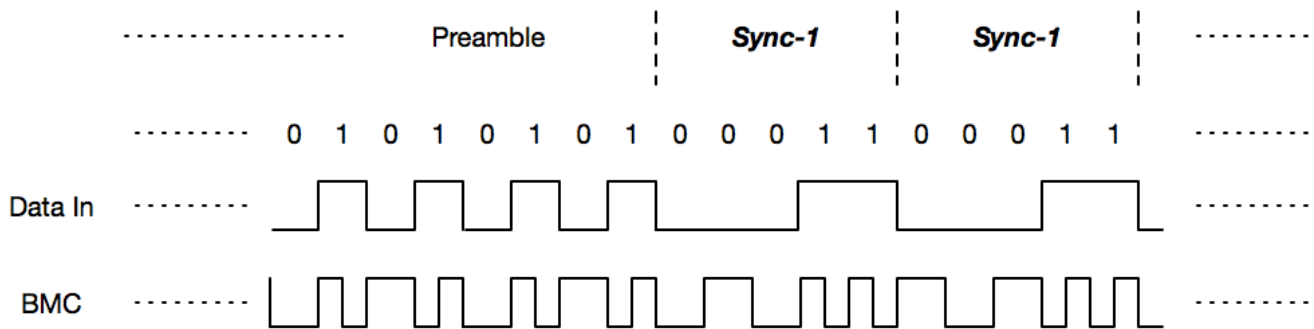 Preamble Sync-1 Sync-1
0 1 0 1 0 1 0 1 0 0 0 1 1 0 0 0 1 1
Data In
BMC